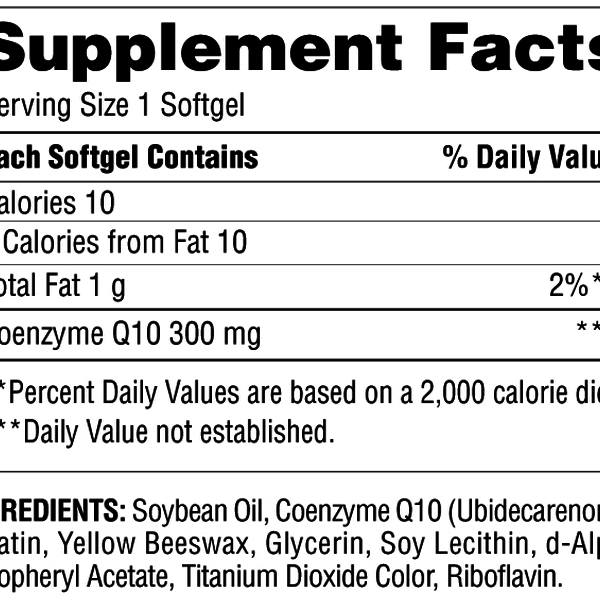 Supplement Facts
erving Size 1 Softgel
ach Softgel Contains % Daily Valu
alories 10
Calories from Fat 10
otal Fat 1 g 2%*
oenzyme Q10 300 mg **
*Percent Daily Values are based on a 2,000 calorie die
**Daily Value not established.
REDIENTS: Soybean Oil, Coenzyme Q10 (Ubidecareno
atin, Yellow Beeswax, Glycerin, Soy Lecithin, d-Alp
opheryl Acetate, Titanium Dioxide Color, Riboflavin.